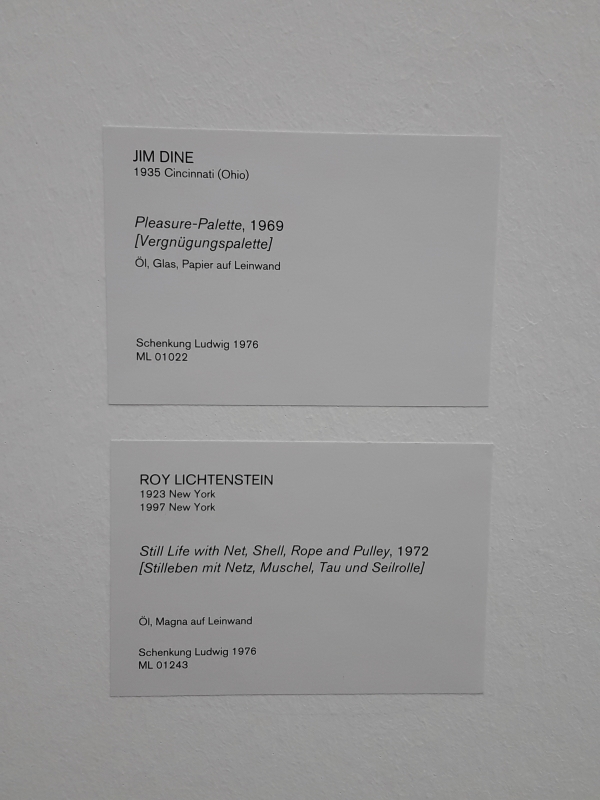 JIM DINE
1935 Cincinnati (Ohio)
Pleasure-Palette, 1969
[Vergnügungspalette]
Öl, Glas, Papier auf Leinwand
Schenkung Ludwig 1976
ML 01022
ROY LICHTENSTEIN
1923 New York
1997 New York
Still Life with Net, Shell, Rope and Pulley, 1972
[Stilleben mit Netz, Muschel, Tau und Seilrolle]
Öl, Magna auf Leinwand
Schenkung Ludwig 1976
ML 01243